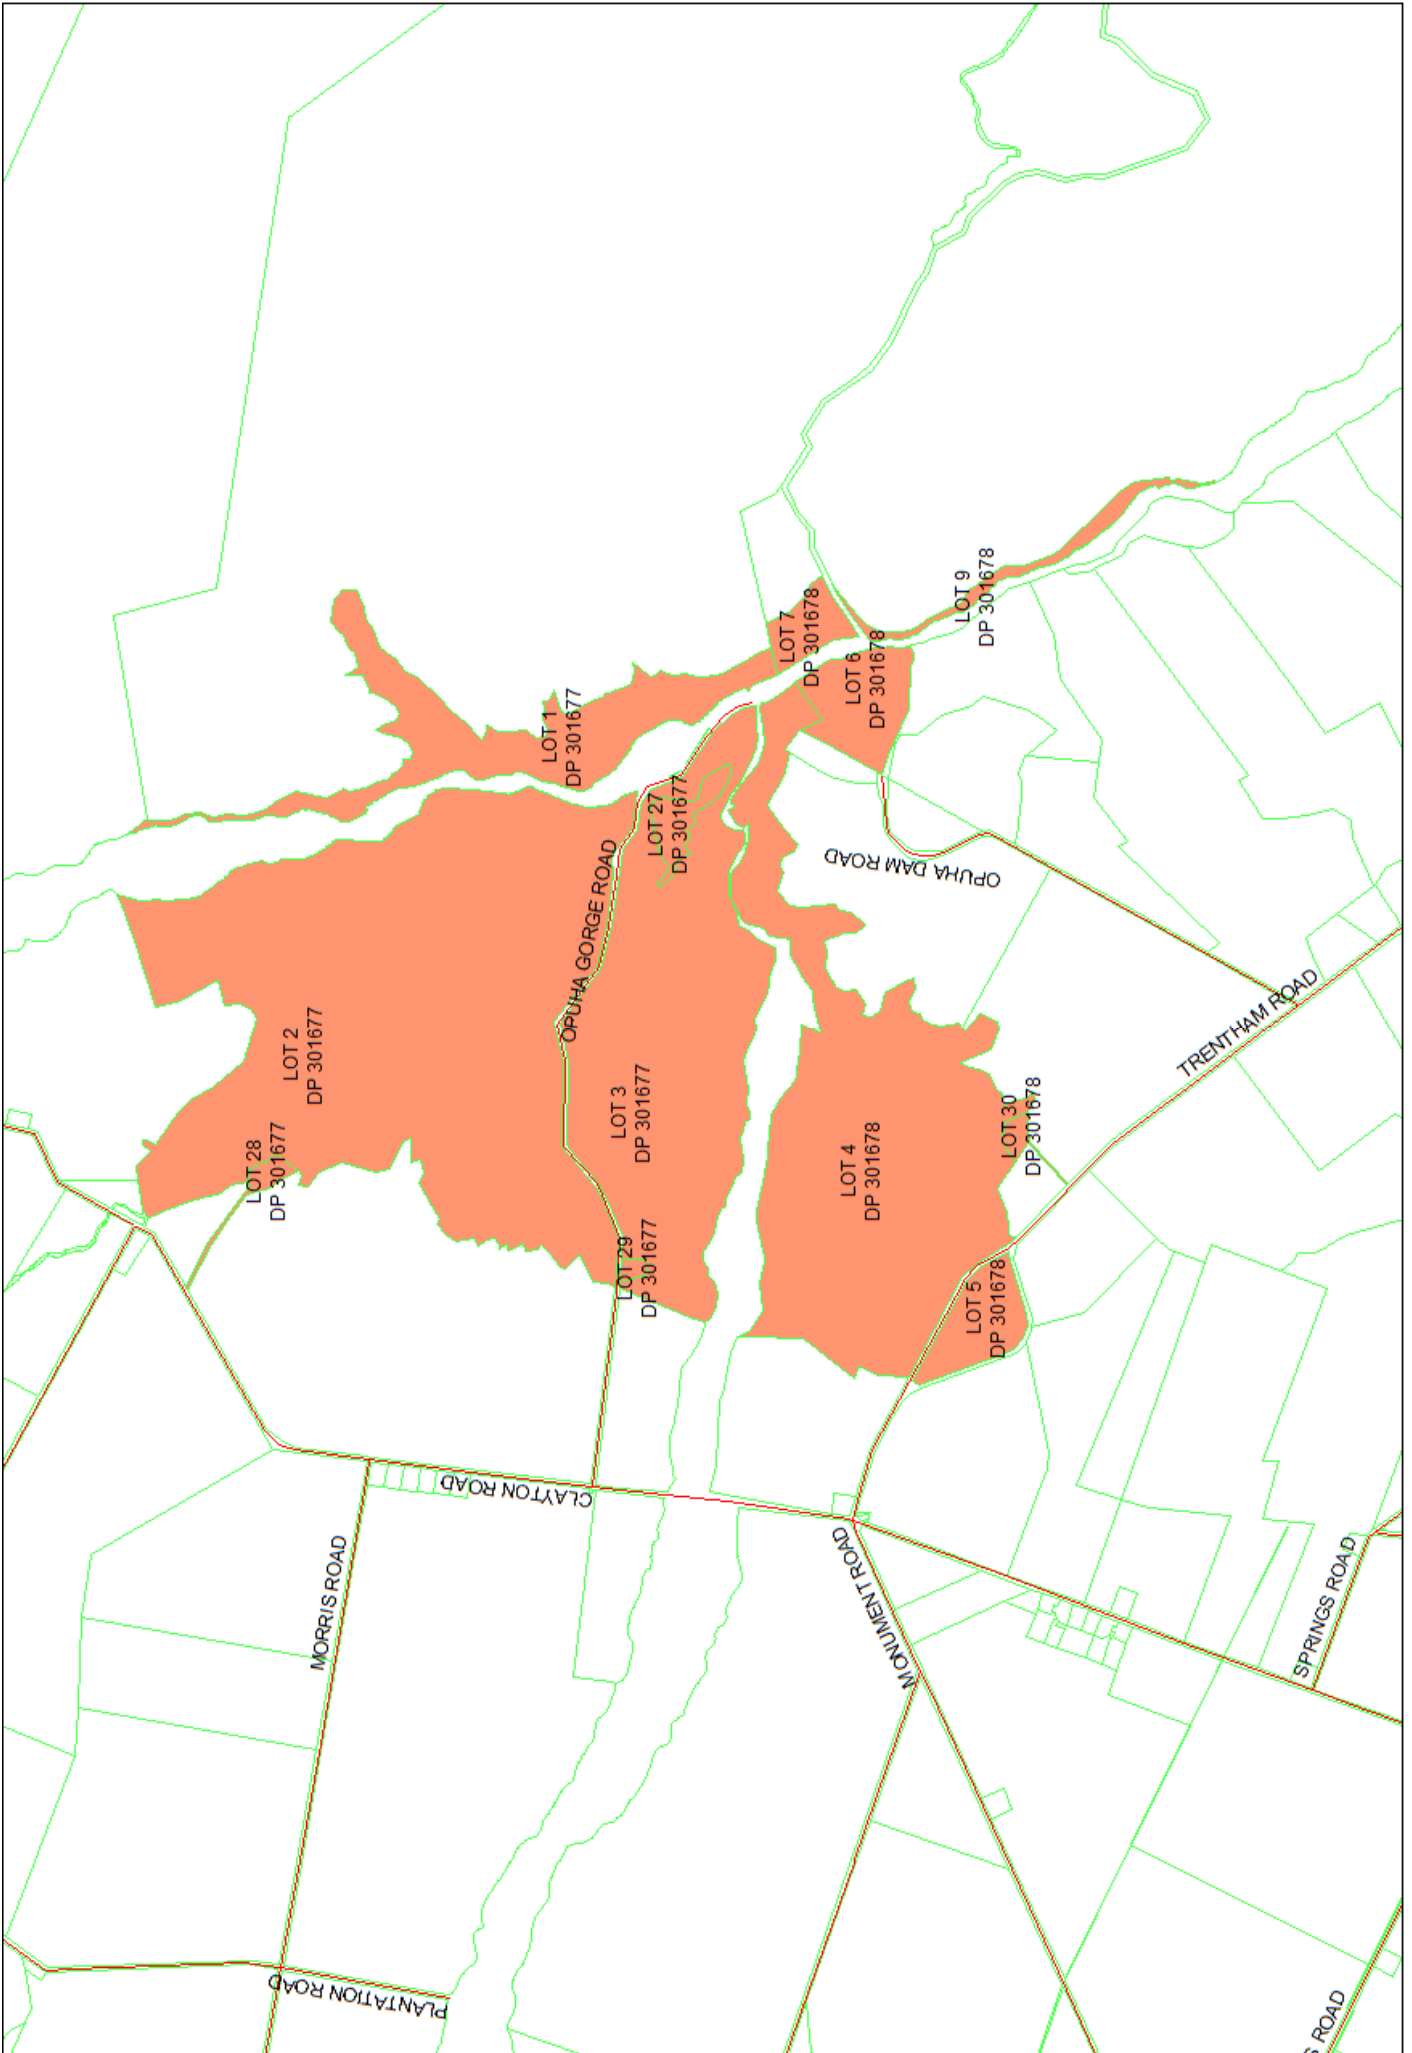 LOT 1
DP 301677
LOT 7
DP 301678
LOT 6
DP 301678
LOT 9
DP 301678
LOT 27
DP 301677
OPUHA GORGE ROAD
OPUHA DAM ROAD
LOT 2
DP 301677
LOT 28
DP 301677
LOT 3
DP 301677
LOT 29
DP 301677
LOT 4
DP 301678
LOT 30
DP 301678
LOT 5
DP 301678
TRENTHAM ROAD
CLAYTON ROAD
MORRIS ROAD
MONUMENT ROAD
SPRINGS ROAD
PLANTATION ROAD
S ROAD